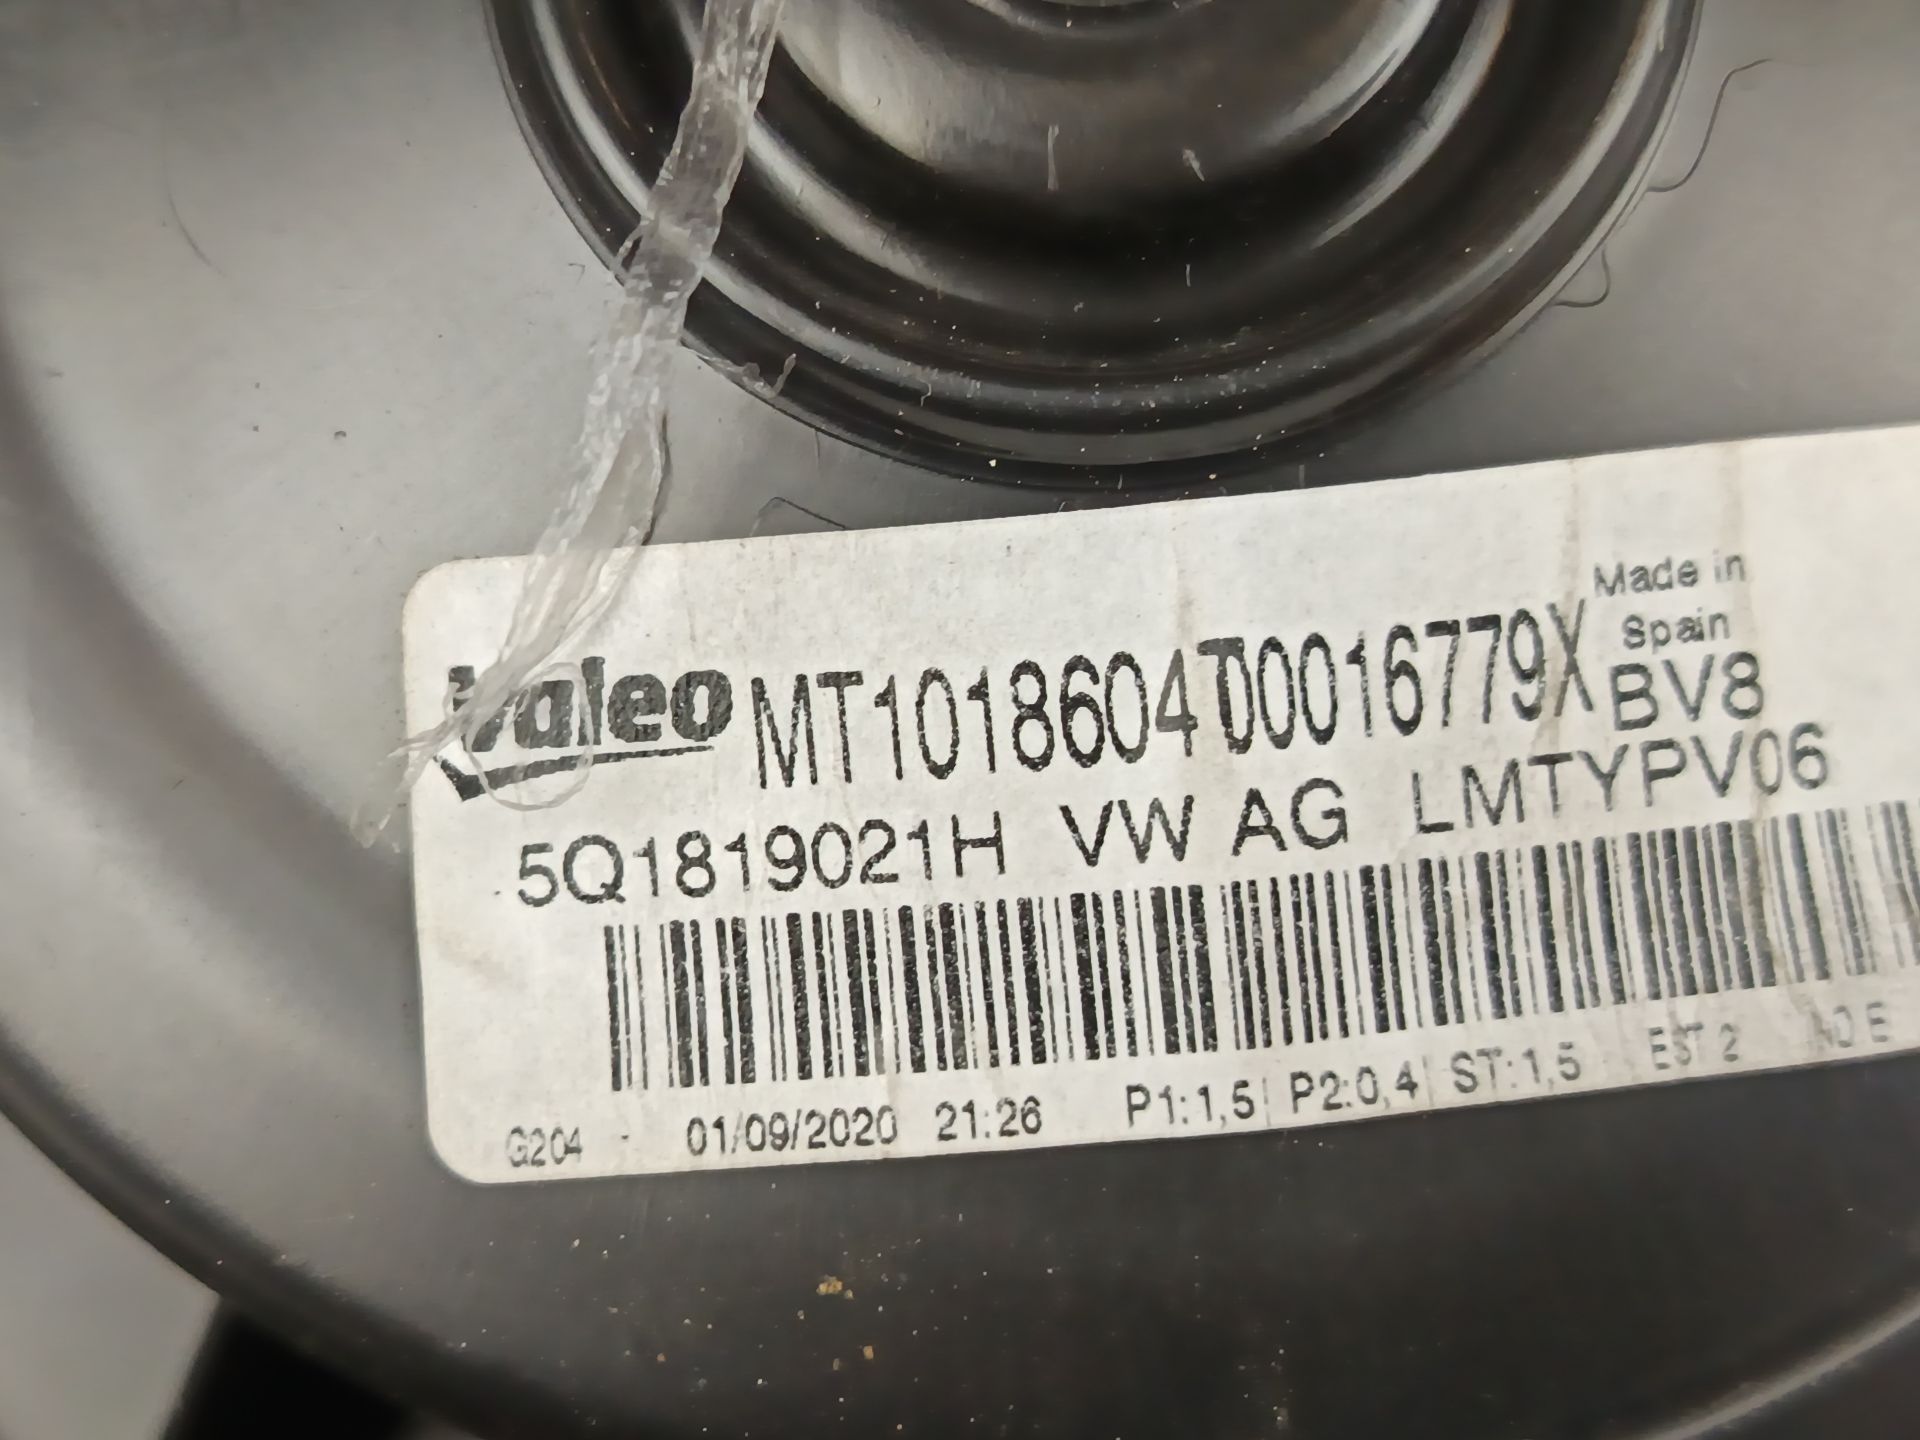 Made in
Spain
valeo MT1018604T00016779X BV8
5Q1819021H VW AG LMTYPV06
G204 - 01/09/2020 21:26 P1:1,5 P2:0,4 ST:1,5 EST 2